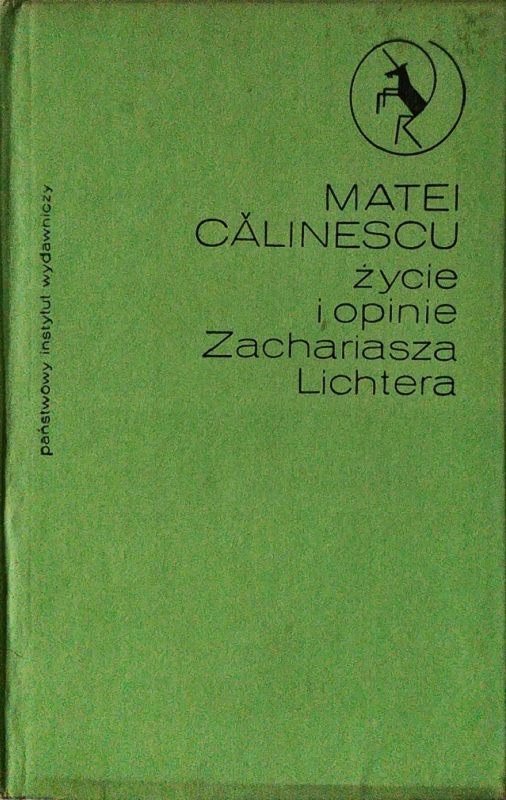 MATEI
CĂLINESCU
życie
i opinie
Zachariasza
Lichtera
państwowy instytut wydawniczy